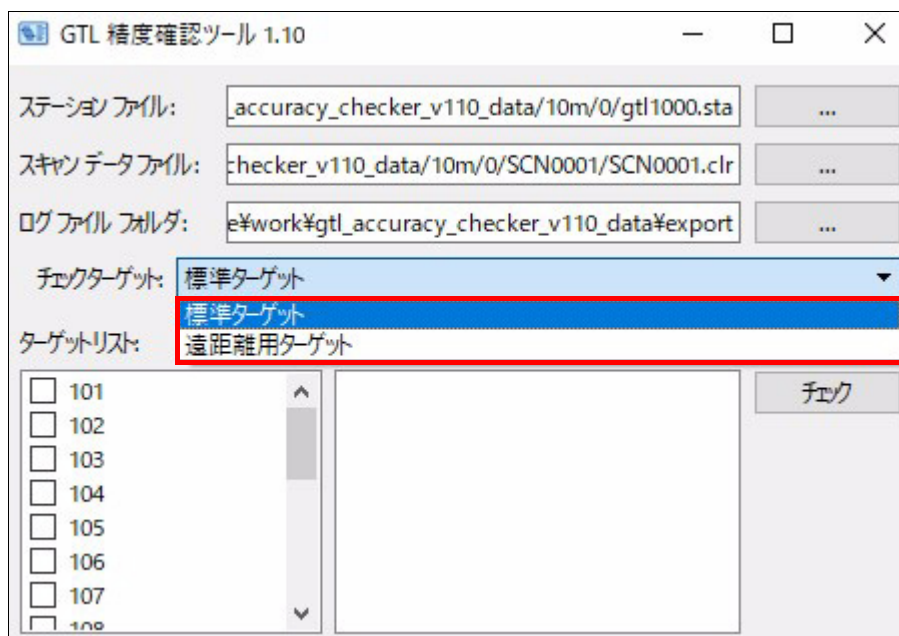 GTL 精度確認ツール 1.10
ステーション ファイル:
_accuracy_checker_v110_data/10m/0/gtl1000.sta
...
スキャン データ ファイル:
checker_v110_data/10m/0/SCN0001/SCN0001.clr
...
ログ ファイル フォルダ:
e¥work¥gtl_accuracy_checker_v110_data¥export
...
チェックターゲット:
標準ターゲット
標準ターゲット
遠距離用ターゲット
ターゲットリスト:
101
102
103
104
105
106
107
108
チェック